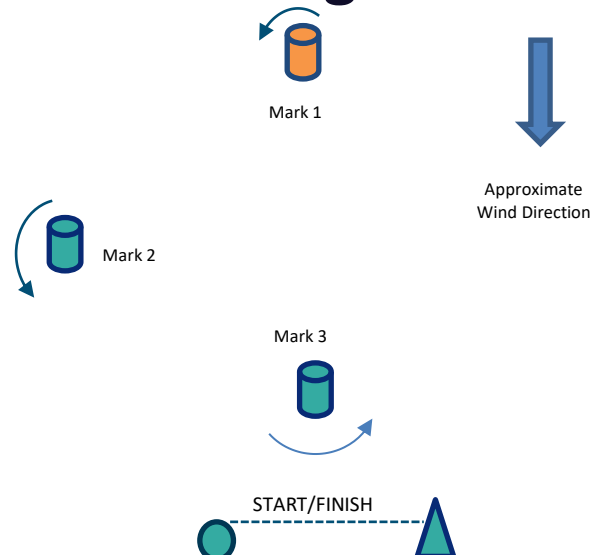 Mark 1
Approximate
Wind Direction
Mark 2
Mark 3
START/FINISH